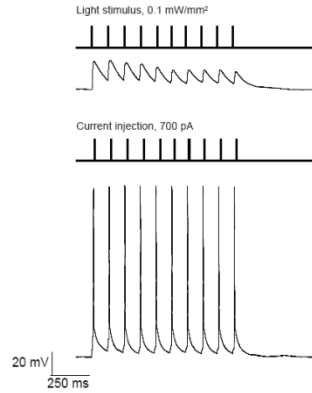 Light stimulus, 0.1 mW/mm²
Current injection, 700 pA
20 mV
250 ms